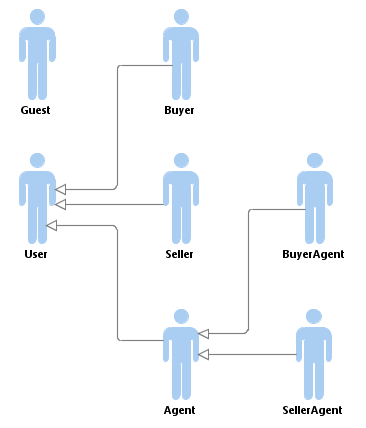 Guest
Buyer
User
Seller
BuyerAgent
Agent
SellerAgent